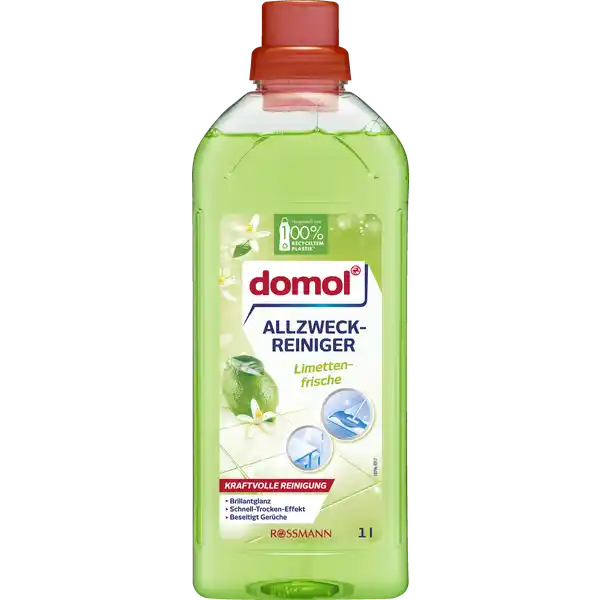 Hergestellt aus
100%
RECYCELTEM
PLASTIK*
domol
ALLZWECK-
REINIGER
Limetten-
frische
KRAFTVOLLE REINIGUNG
• Brillantglanz
• Schnell-Trocken-Effekt
• Beseitigt Gerüche
ROSSMANN
1 l